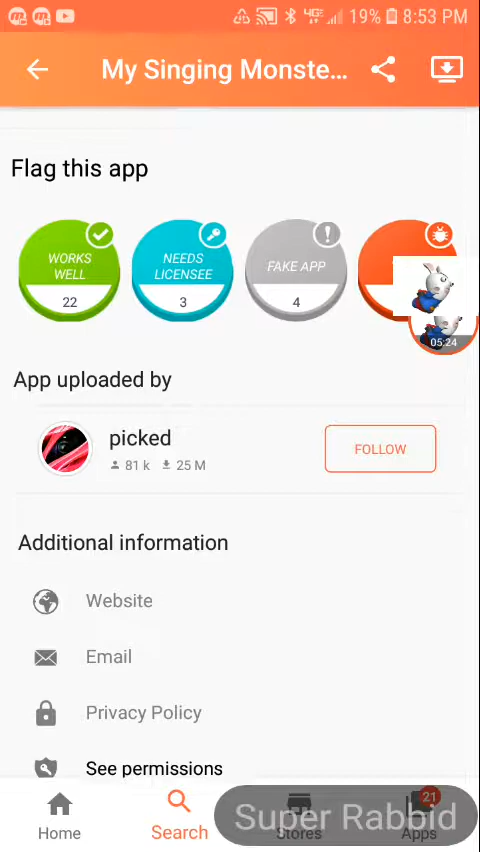 4GE 19% 8:53 PM
My Singing Monste...
Flag this app
WORKS WELL
22
NEEDS LICENSEE
3
FAKE APP
4
05:24
App uploaded by
picked
81 k 25 M
FOLLOW
Additional information
Website
Email
Privacy Policy
See permissions
21
Home
Search
Stores
Apps
Super Rabbid